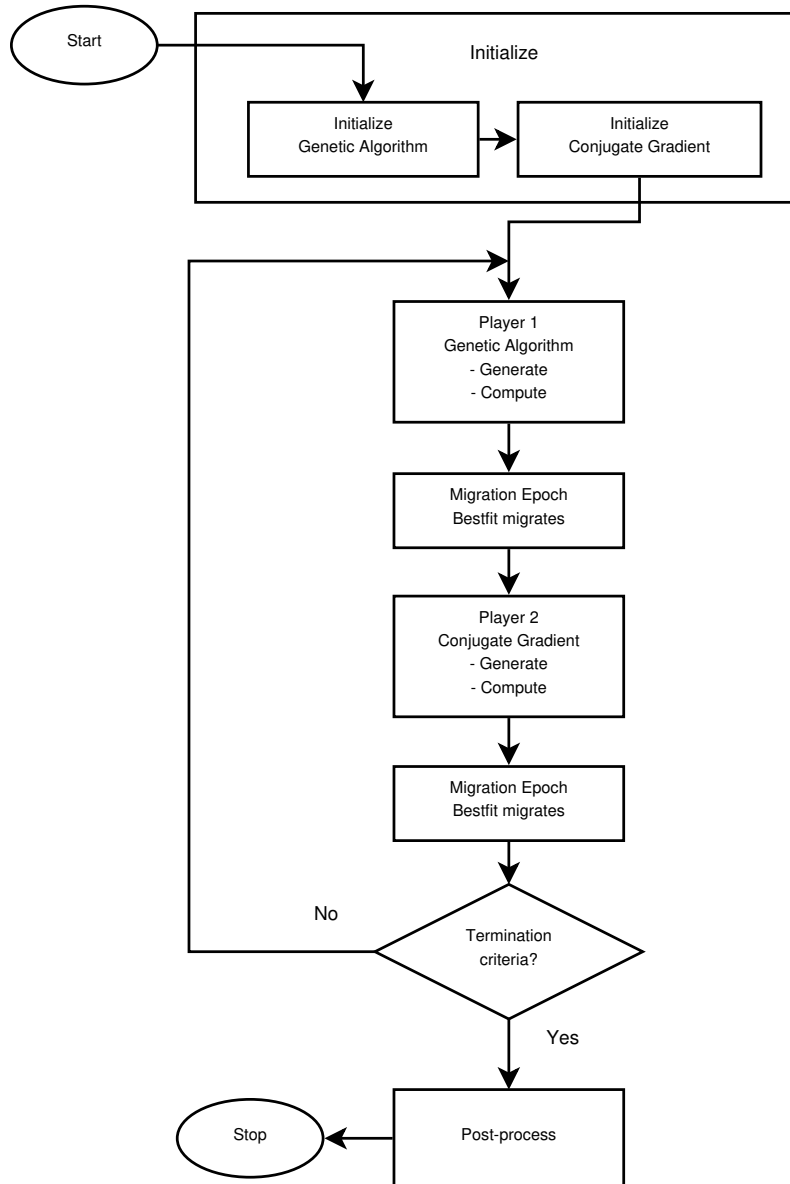 Start
Initialize
Initialize
Genetic Algorithm
Initialize
Conjugate Gradient
Player 1
Genetic Algorithm
- Generate
- Compute
Migration Epoch
Bestfit migrates
Player 2
Conjugate Gradient
- Generate
- Compute
Migration Epoch
Bestfit migrates
No
Termination
criteria?
Yes
Stop
Post-process